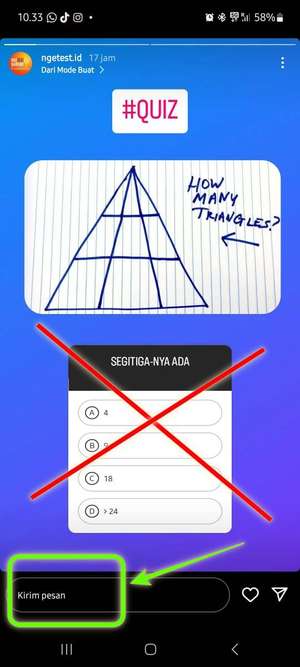 10.33
58%
ngetest.id 17 jam
Dari Mode Buat >
#QUIZ
HOW
MANY
TRIANGLES?
SEGITIGA-NYA ADA
A 4
B 9
C 18
D > 24
Kirim pesan